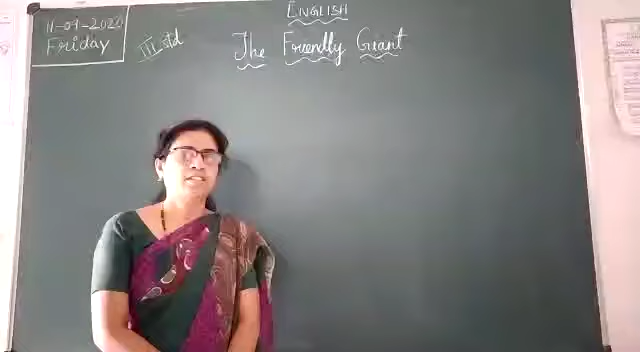 11-09-2020
Friday
III std
ENGLISH
The Friendly Giant